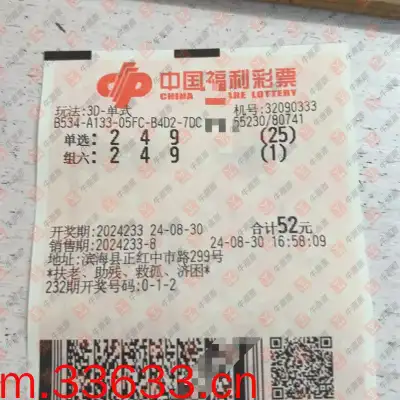 中国福利彩票
CHINA ARE LOTTERY
玩法:3D-单式 机号:32090333
B534-A133-05FC-B4D2-7DC 55230/80741
单选: 2 4 9 (25)
组六: 2 4 9 (1)
开奖期:2024233 24-08-30 合计52元
销售期:2024233-8 24-08-30 16:58:09
地址:滨海县正红中市路299号
*扶老、助残、救孤、济困*
232期开奖号码:0-1-2
m.33633.cn